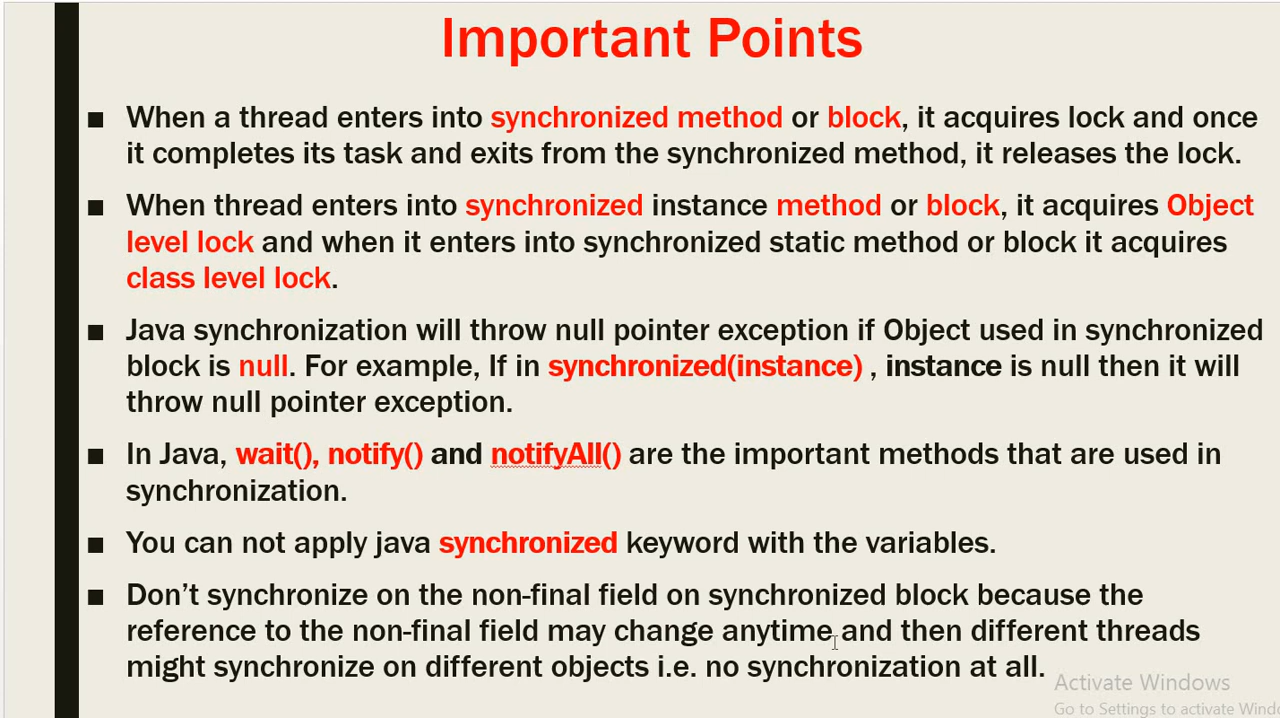 Important Points
■ When a thread enters into synchronized method or block, it acquires lock and once
it completes its task and exits from the synchronized method, it releases the lock.
■ When thread enters into synchronized instance method or block, it acquires Object
level lock and when it enters into synchronized static method or block it acquires
class level lock.
■ Java synchronization will throw null pointer exception if Object used in synchronized
block is null. For example, If in synchronized(instance) , instance is null then it will
throw null pointer exception.
■ In Java, wait(), notify() and notifyAll() are the important methods that are used in
synchronization.
■ You can not apply java synchronized keyword with the variables.
■ Don’t synchronize on the non-final field on synchronized block because the
reference to the non-final field may change anytime and then different threads
might synchronize on different objects i.e. no synchronization at all.
Activate Windows
Go to Settings to activate Wind